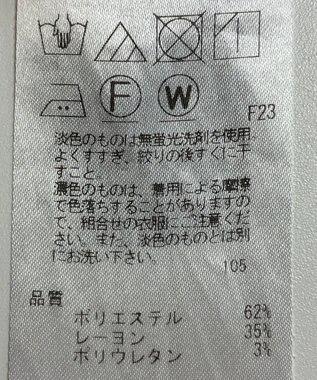 F
W
F23
淡色のものは無蛍光洗剤を使用
よくすすぎ、絞りの後すぐに干
すこと。
濃色のものは、着用による摩擦
で色落ちすることがありますの
で、組合せの衣服にご注意くだ
さい。また、淡色のものとは別
にお洗い下さい。
105
品質
ポリエステル 62%
レーヨン 35%
ポリウレタン 3%